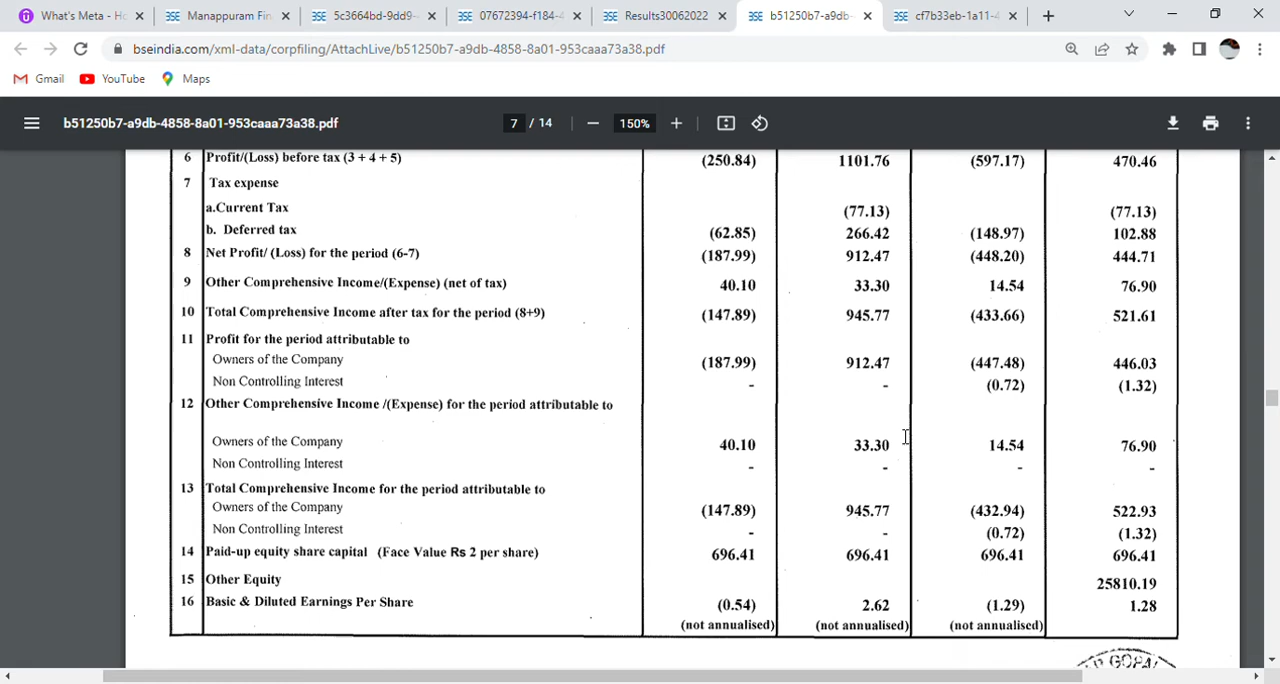 What's Meta - Ho
Manappuram Fin
5c3664bd-9dd9-
07672394-f184-4
Results30062022
b51250b7-a9db-
cf7b33eb-1a11-4
bseindia.com/xml-data/corpfiling/AttachLive/b51250b7-a9db-4858-8a01-953caaa73a38.pdf
Gmail YouTube Maps
b51250b7-a9db-4858-8a01-953caaa73a38.pdf 7 / 14 150%
6 Profit/(Loss) before tax (3 + 4 + 5) (250.84) 1101.76 (597.17) 470.46
7 Tax expense
a.Current Tax (77.13) (77.13)
b. Deferred tax (62.85) 266.42 (148.97) 102.88
8 Net Profit/ (Loss) for the period (6-7) (187.99) 912.47 (448.20) 444.71
9 Other Comprehensive Income/(Expense) (net of tax) 40.10 33.30 14.54 76.90
10 Total Comprehensive Income after tax for the period (8+9) (147.89) 945.77 (433.66) 521.61
11 Profit for the period attributable to
Owners of the Company (187.99) 912.47 (447.48) 446.03
Non Controlling Interest - - (0.72) (1.32)
12 Other Comprehensive Income /(Expense) for the period attributable to
Owners of the Company 40.10 33.30 14.54 76.90
Non Controlling Interest - - - -
13 Total Comprehensive Income for the period attributable to
Owners of the Company (147.89) 945.77 (432.94) 522.93
Non Controlling Interest - - (0.72) (1.32)
14 Paid-up equity share capital (Face Value Rs 2 per share) 696.41 696.41 696.41 696.41
15 Other Equity 25810.19
16 Basic & Diluted Earnings Per Share (0.54) 2.62 (1.29) 1.28
(not annualised) (not annualised) (not annualised)